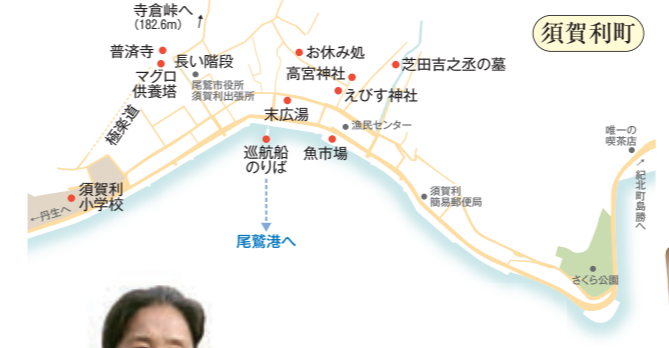 寺倉峠へ
(182.6m)
須賀利町
普済寺
長い階段
お休み処
芝田吉之丞の墓
マグロ
供養塔
尾鷲市役所
須賀利出張所
高宮神社
えびす神社
極楽道
末広湯
漁民センター
唯一の
喫茶店
巡航船
のりば
魚市場
須賀利
小学校
←丹生へ
須賀利
簡易郵便局
↗紀北町島勝へ
尾鷲港へ
さくら公園